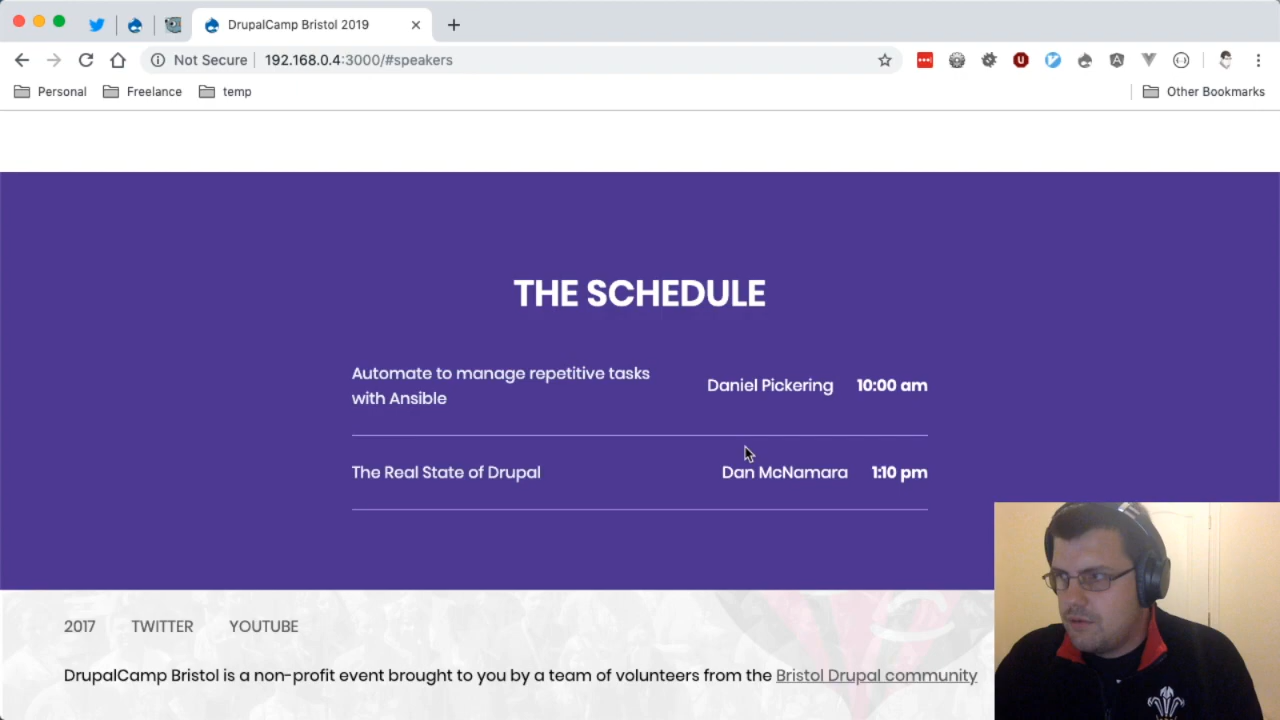 DrupalCamp Bristol 2019
Not Secure
192.168.0.4:3000/#speakers
Personal
Freelance
temp
Other Bookmarks
THE SCHEDULE
Automate to manage repetitive tasks
with Ansible
Daniel Pickering
10:00 am
The Real State of Drupal
Dan McNamara
1:10 pm
2017
TWITTER
YOUTUBE
DrupalCamp Bristol is a non-profit event brought to you by a team of volunteers from the Bristol Drupal community